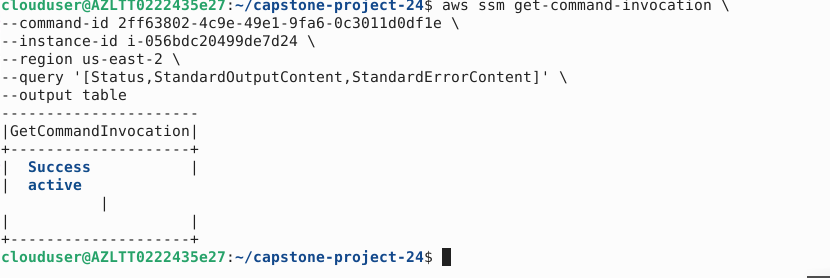 clouduser@AZLTT0222435e27:~/capstone-project-24$ aws ssm get-command-invocation \
--command-id 2ff63802-4c9e-49e1-9fa6-0c3011d0df1e \
--instance-id i-056bdc20499de7d24 \
--region us-east-2 \
--query '[Status,StandardOutputContent,StandardErrorContent]' \
--output table
----------------------
|GetCommandInvocation|
+--------------------+
|  Success           |
|  active
           |
|                    |
+--------------------+
clouduser@AZLTT0222435e27:~/capstone-project-24$